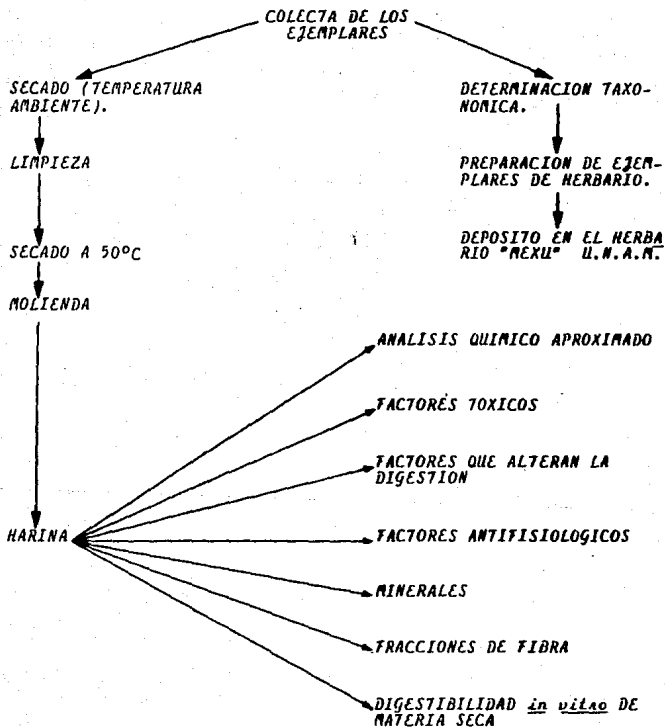 COLECTA DE LOS
EJEMPLARES
SECADO (TEMPERATURA
AMBIENTE).
DETERMINACION TAXO-
NOMICA.
LIMPIEZA
PREPARACION DE EJEM-
PLARES DE HERBARIO.
SECADO A 50ºC
DEPOSITO EN EL HERBA
RIO "MEXU" U.N.A.M.
MOLIENDA
ANALISIS QUIMICO APROXIMADO
FACTORES TOXICOS
FACTORES QUE ALTERAN LA
DIGESTION
HARINA
FACTORES ANTIFISIOLOGICOS
MINERALES
FRACCIONES DE FIBRA
DIGESTIBILIDAD in vitro DE
MATERIA SECA